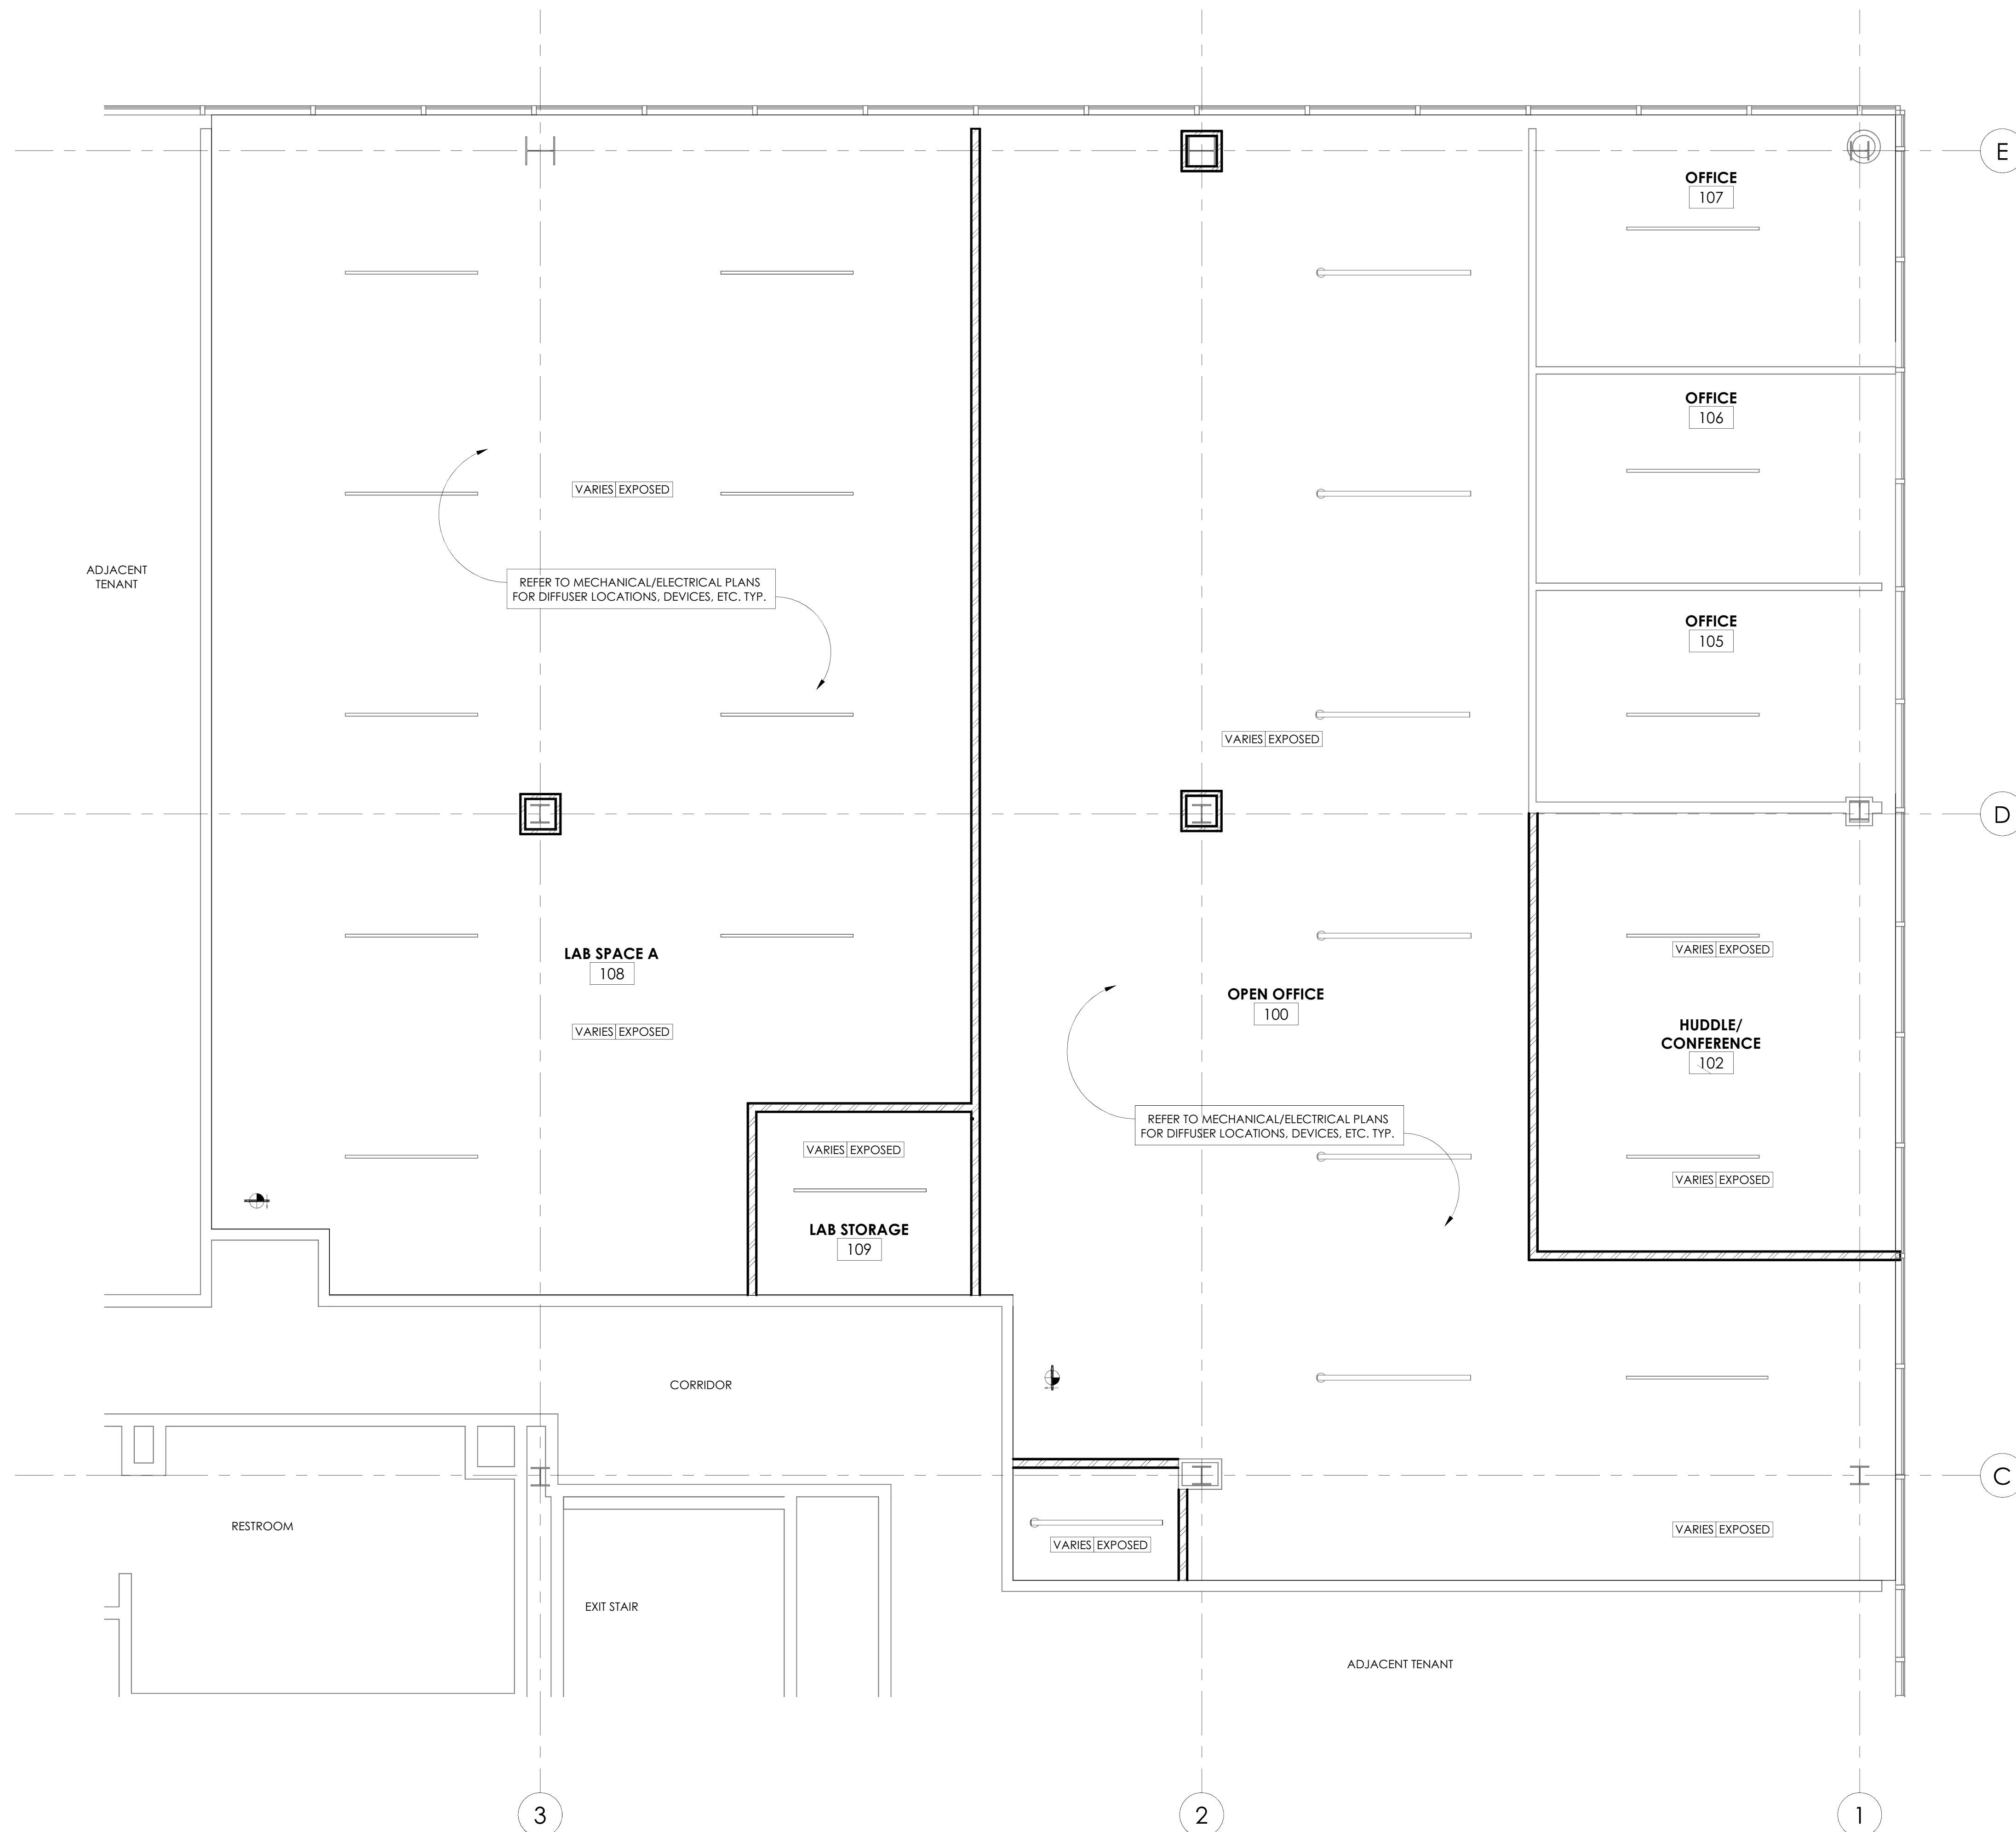 E
OFFICE
107
OFFICE
106
VARIES EXPOSED
ADJACENT
TENANT
REFER TO MECHANICAL/ELECTRICAL PLANS
FOR DIFFUSER LOCATIONS, DEVICES, ETC. TYP.
OFFICE
105
VARIES EXPOSED
D
LAB SPACE A
108
VARIES EXPOSED
OPEN OFFICE
100
VARIES EXPOSED
HUDDLE/
CONFERENCE
102
REFER TO MECHANICAL/ELECTRICAL PLANS
FOR DIFFUSER LOCATIONS, DEVICES, ETC. TYP.
VARIES EXPOSED
VARIES EXPOSED
LAB STORAGE
109
CORRIDOR
C
RESTROOM
VARIES EXPOSED
VARIES EXPOSED
EXIT STAIR
ADJACENT TENANT
3
2
1